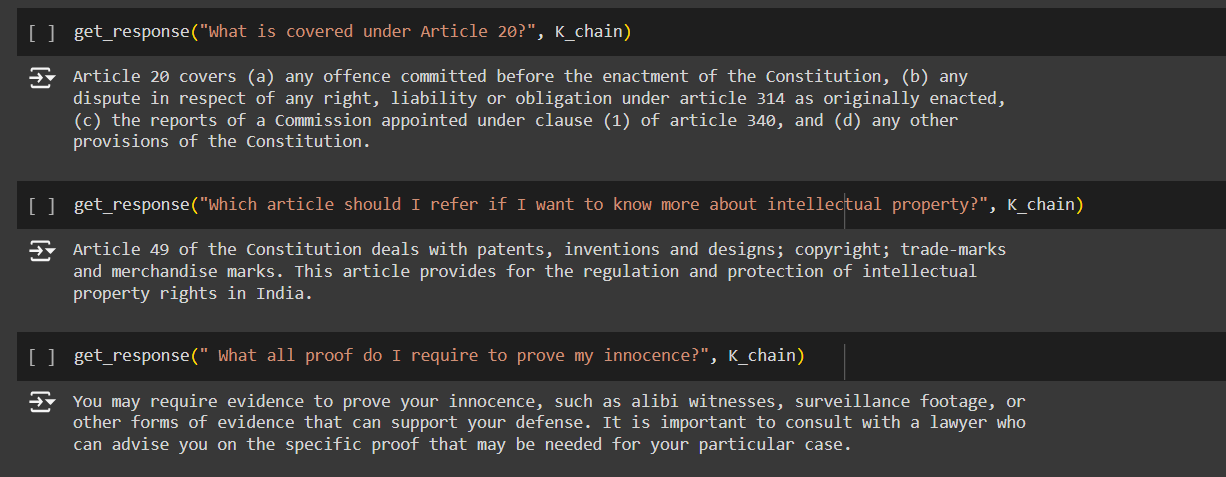 [ ] get_response("What is covered under Article 20?", K_chain)
Article 20 covers (a) any offence committed before the enactment of the Constitution, (b) any
dispute in respect of any right, liability or obligation under article 314 as originally enacted,
(c) the reports of a Commission appointed under clause (1) of article 340, and (d) any other
provisions of the Constitution.
[ ] get_response("Which article should I refer if I want to know more about intellectual property?", K_chain)
Article 49 of the Constitution deals with patents, inventions and designs; copyright; trade-marks
and merchandise marks. This article provides for the regulation and protection of intellectual
property rights in India.
[ ] get_response(" What all proof do I require to prove my innocence?", K_chain)
You may require evidence to prove your innocence, such as alibi witnesses, surveillance footage, or
other forms of evidence that can support your defense. It is important to consult with a lawyer who
can advise you on the specific proof that may be needed for your particular case.